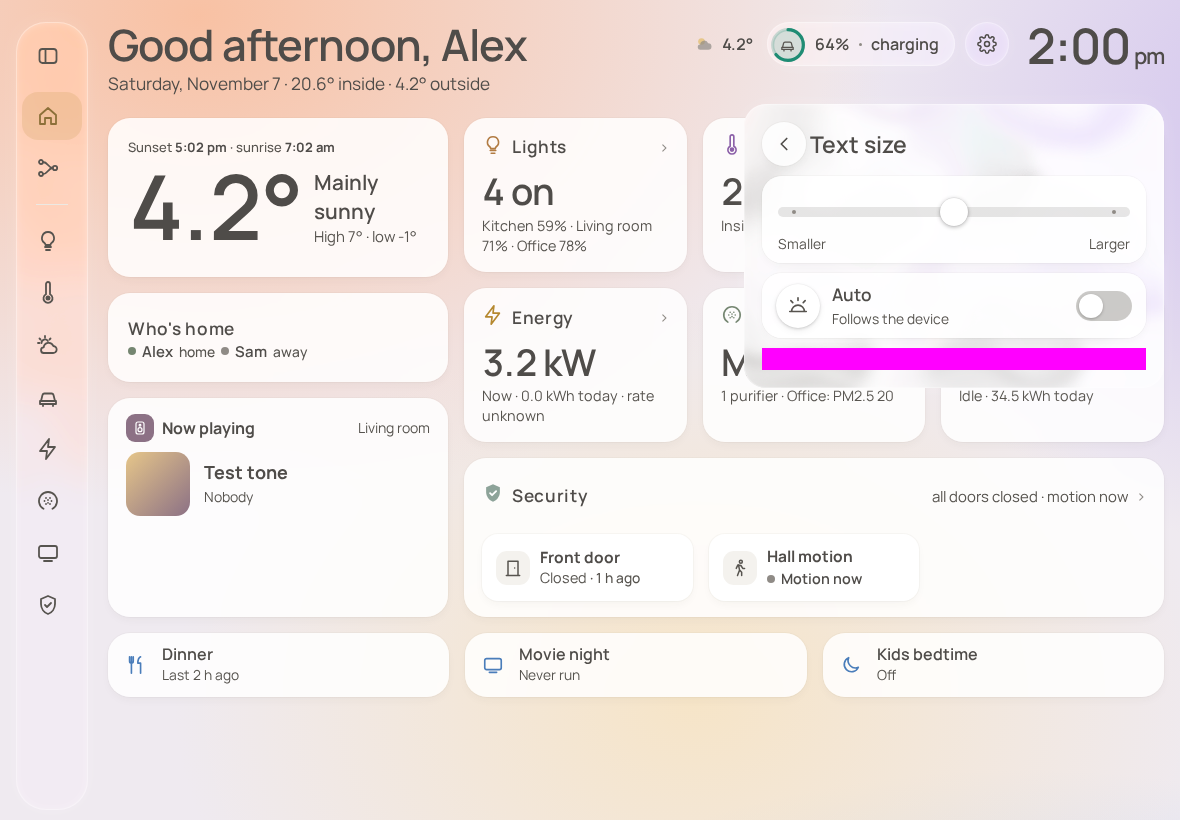 Good afternoon, Alex
Saturday, November 7 · 20.6° inside · 4.2° outside
4.2°
64% · charging
2:00 pm
Sunset 5:02 pm · sunrise 7:02 am
4.2°
Mainly
sunny
High 7° · low -1°
Who's home
Alex home Sam away
Now playing
Living room
Test tone
Nobody
Lights
4 on
Kitchen 59% · Living room
71% · Office 78%
Energy
3.2 kW
Now · 0.0 kWh today · rate
unknown
1 purifier · Office: PM2.5 20
Idle · 34.5 kWh today
Text size
Smaller
Larger
Auto
Follows the device
Security
all doors closed · motion now
Front door
Closed · 1 h ago
Hall motion
Motion now
Dinner
Last 2 h ago
Movie night
Never run
Kids bedtime
Off